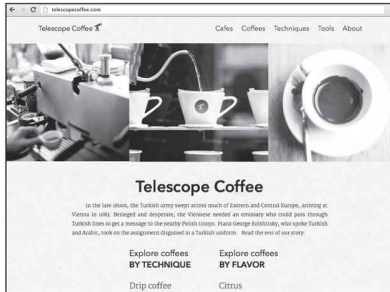 telescopecoffee.com
Telescope Coffee
Cafes Coffees Techniques Tools About
Telescope Coffee
In the late 1600s, the Turkish army swept across much of Eastern and Central Europe, arriving at
Vienna in 1683. Besieged and desperate, the Viennese needed an emissary who could pass through
Turkish lines to get a message to the nearby Polish troops. Franz George Kolshitsky, who spoke Turkish
and Arabic, took on the assignment disguised in a Turkish uniform. Read the rest of our story.
Explore coffees
BY TECHNIQUE
Drip coffee
Explore coffees
BY FLAVOR
Citrus